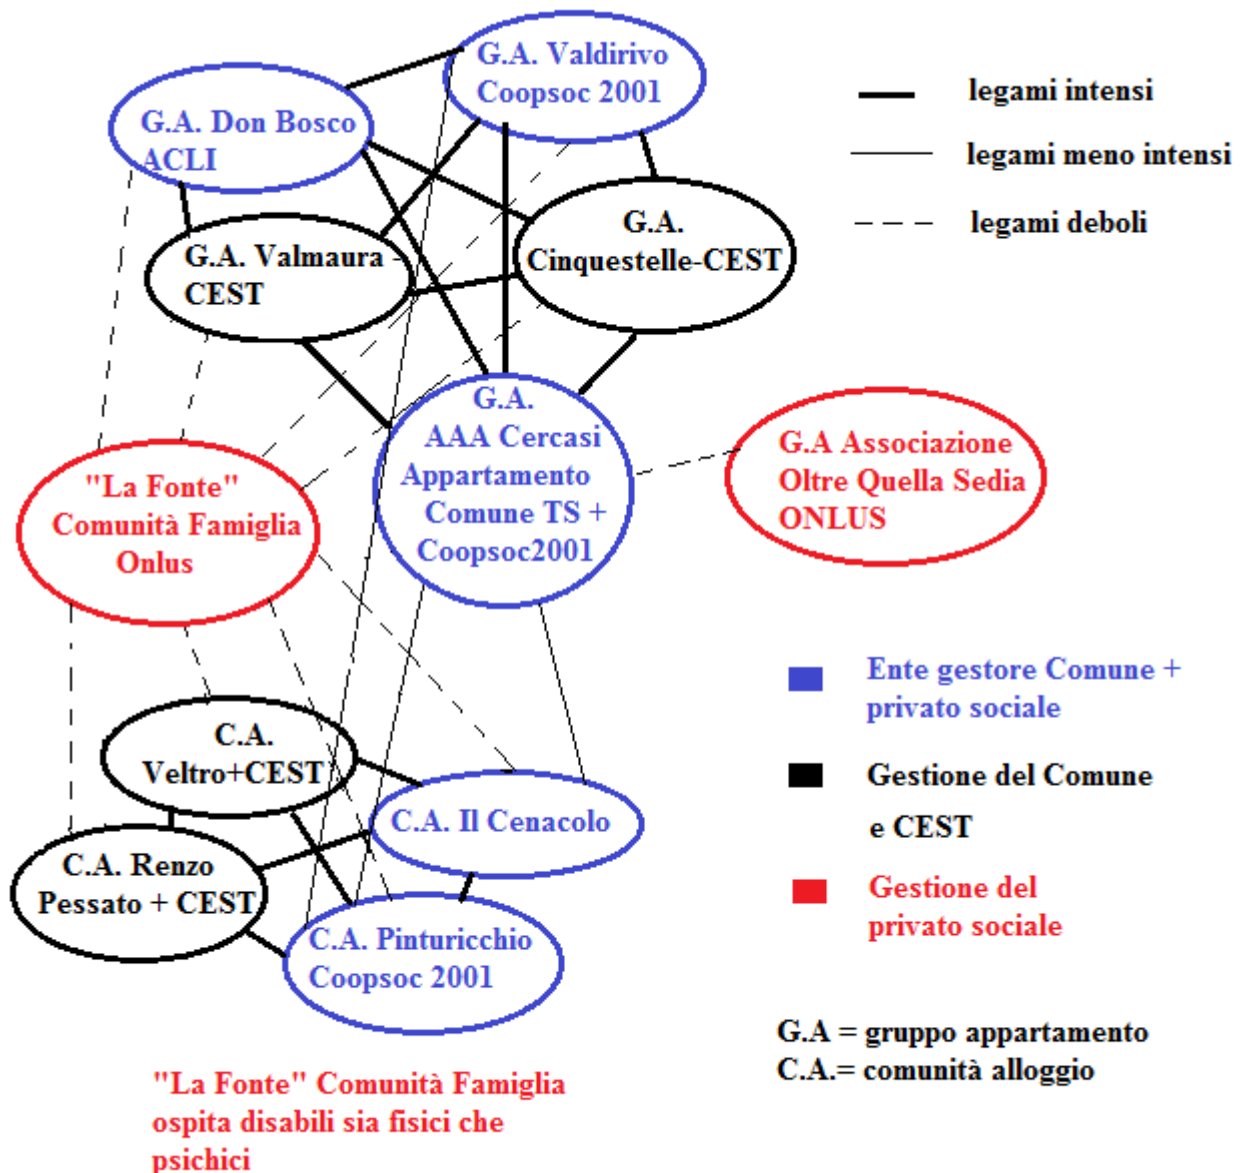 G.A. Valdirivo
Coopsoc 2001
G.A. Don Bosco
ACLI
G.A. Valmaura
CEST
G.A.
Cinquestelle-CEST
legami intensi
legami meno intensi
legami deboli
G.A.
AAA Cercasi
Appartamento
Comune TS +
Coopsoc2001
G.A Associazione
Oltre Quella Sedia
ONLUS
"La Fonte"
Comunità Famiglia
Onlus
C.A.
Veltro+CEST
C.A. Il Cenacolo
C.A. Renzo
Pessato + CEST
C.A. Pinturicchio
Coopsoc 2001
Ente gestore Comune +
privato sociale
Gestione del Comune
e CEST
Gestione del
privato sociale
G.A = gruppo appartamento
C.A.= comunità alloggio
"La Fonte" Comunità Famiglia
ospita disabili sia fisici che
psichici